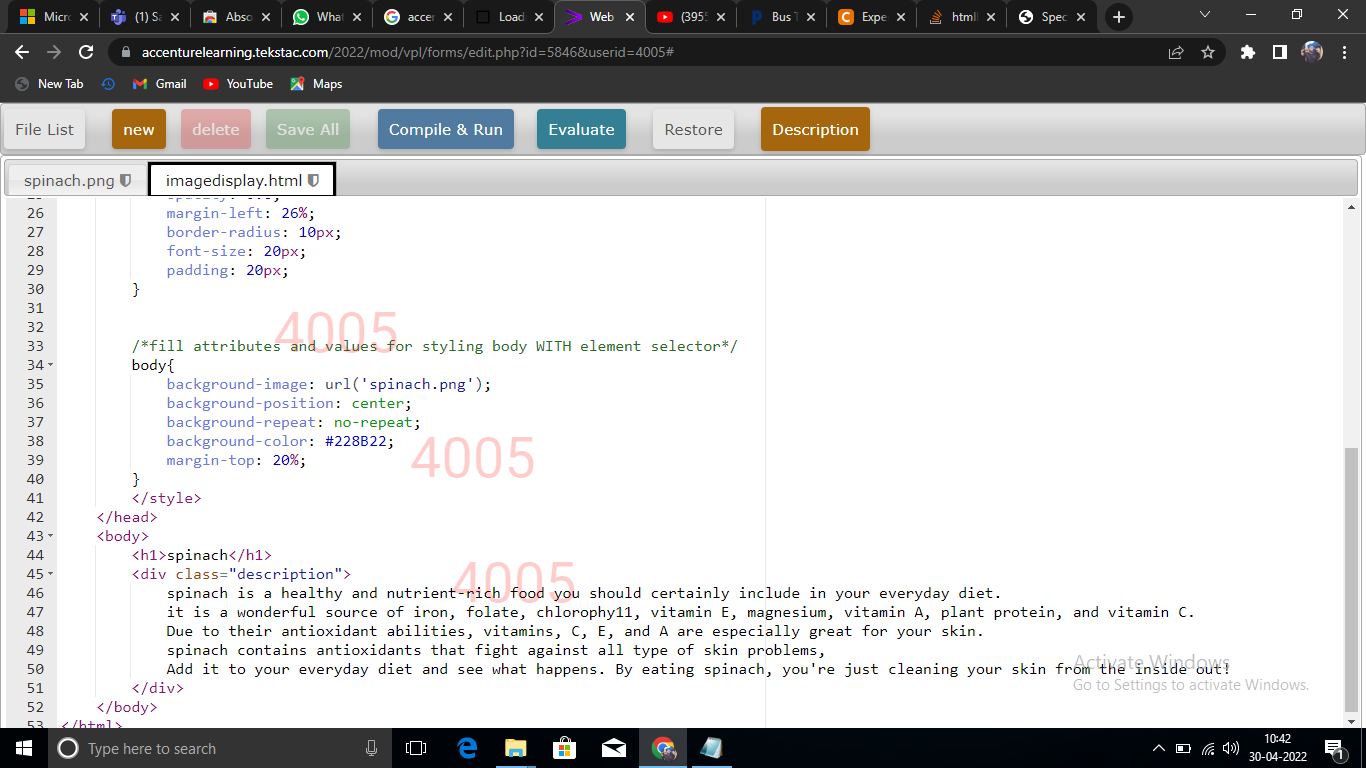 Micro
(1) Sa
Abso
What
accer
Loadi
Web
(3955
Bus T
Expe
html
Spec
accenturelearning.tekstac.com/2022/mod/vpl/forms/edit.php?id=5846&userid=4005#
New Tab
Gmail
YouTube
Maps
File List
new
delete
Save All
Compile & Run
Evaluate
Restore
Description
spinach.png
imagedisplay.html
26 margin-left: 26%;
27 border-radius: 10px;
28 font-size: 20px;
29 padding: 20px;
30 }
31
32
33 /*fill attributes and values for styling body WITH element selector*/
34 body{
35 background-image: url('spinach.png');
36 background-position: center;
37 background-repeat: no-repeat;
38 background-color: #228B22;
39 margin-top: 20%;
40 }
41 </style>
42 </head>
43 <body>
44 <h1>spinach</h1>
45 <div class="description">
46 spinach is a healthy and nutrient-rich food you should certainly include in your everyday diet.
47 it is a wonderful source of iron, folate, chlorophy11, vitamin E, magnesium, vitamin A, plant protein, and vitamin C.
48 Due to their antioxidant abilities, vitamins, C, E, and A are especially great for your skin.
49 spinach contains antioxidants that fight against all type of skin problems,
50 Add it to your everyday diet and see what happens. By eating spinach, you're just cleaning your skin from the inside out!
51 </div>
52 </body>
53 </html>
4005
4005
4005
Activate Windows
Go to Settings to activate Windows.
Type here to search
10:42
30-04-2022
1